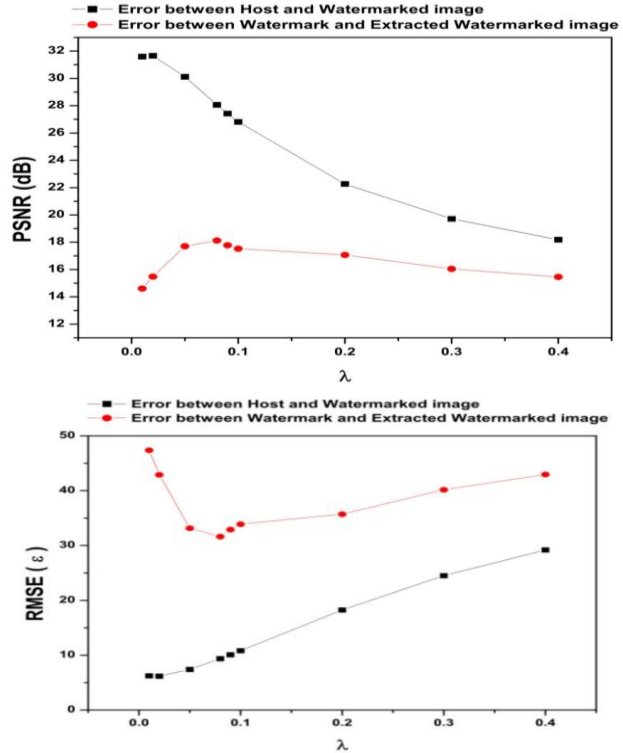 Error between Host and Watermarked image
Error between Watermark and Extracted Watermarked image
32
30
28
26
24
22
20
18
16
14
12
PSNR (dB)
0.0 0.1 0.2 0.3 0.4
λ
Error between Host and Watermarked image
Error between Watermark and Extracted Watermarked image
50
40
30
20
10
0
RMSE ( ε )
0.0 0.1 0.2 0.3 0.4
λ